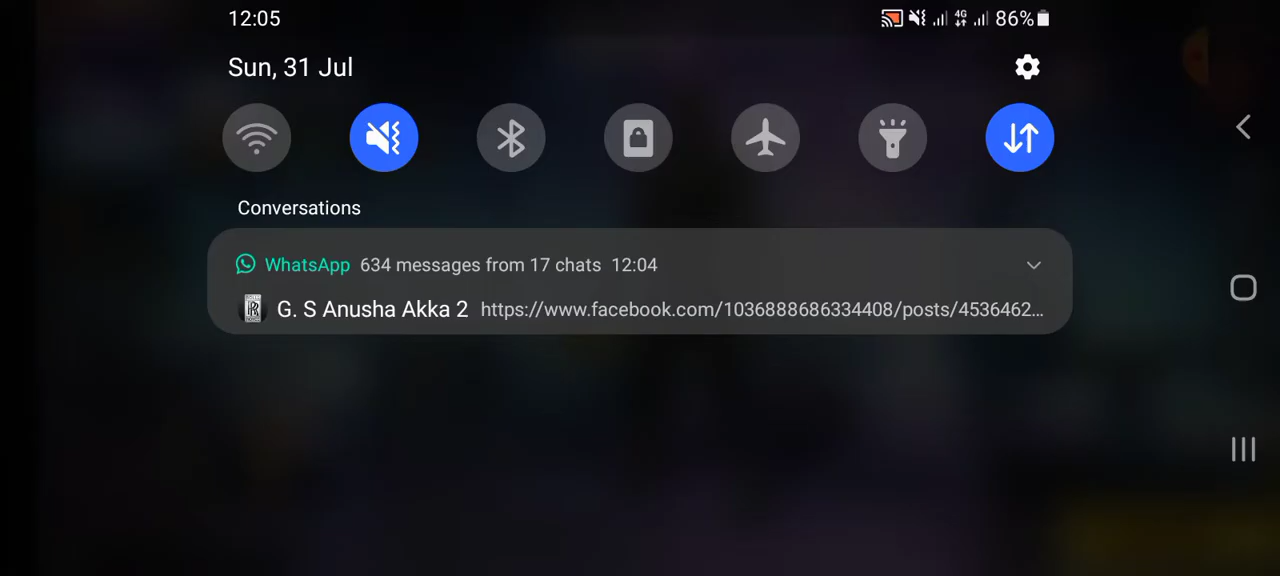 12:05 4G 86%
Sun, 31 Jul
Conversations
WhatsApp 634 messages from 17 chats 12:04
G. S Anusha Akka 2 https://www.facebook.com/1036888686334408/posts/4536462...